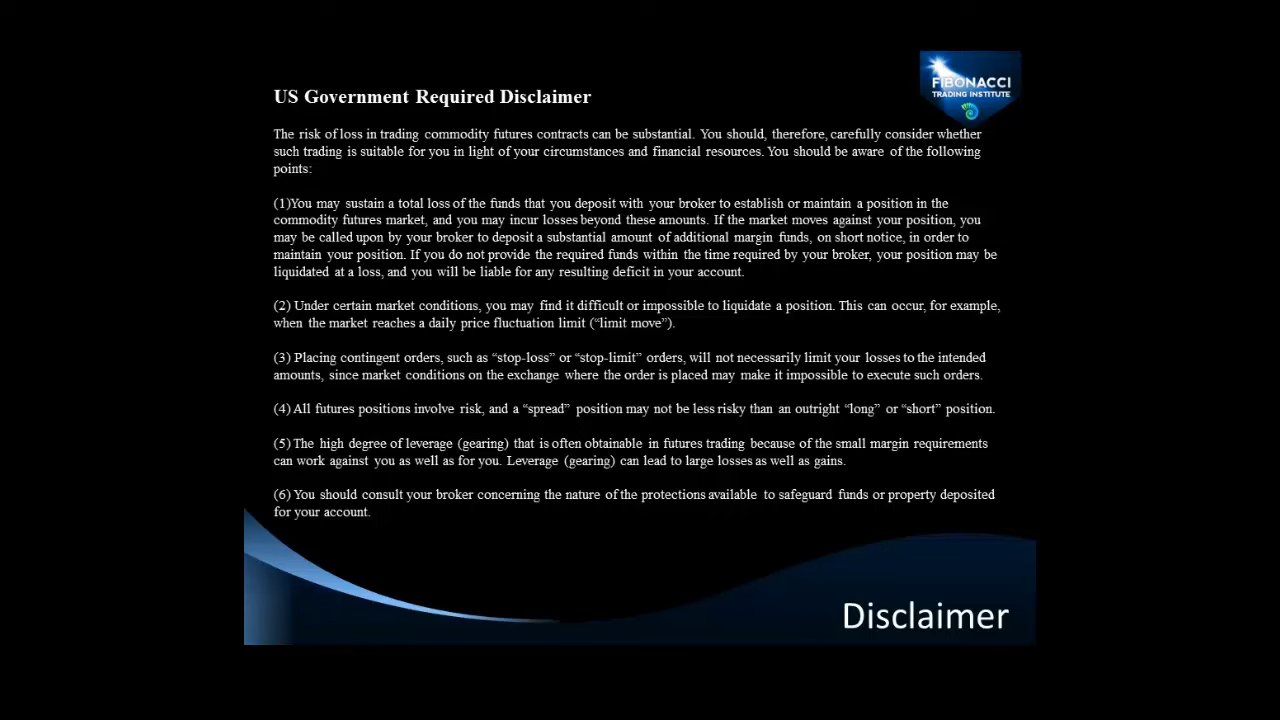 FIBONACCI
TRADING INSTITUTE
US Government Required Disclaimer
The risk of loss in trading commodity futures contracts can be substantial. You should, therefore, carefully consider whether
such trading is suitable for you in light of your circumstances and financial resources. You should be aware of the following
points:
(1)You may sustain a total loss of the funds that you deposit with your broker to establish or maintain a position in the
commodity futures market, and you may incur losses beyond these amounts. If the market moves against your position, you
may be called upon by your broker to deposit a substantial amount of additional margin funds, on short notice, in order to
maintain your position. If you do not provide the required funds within the time required by your broker, your position may be
liquidated at a loss, and you will be liable for any resulting deficit in your account.
(2) Under certain market conditions, you may find it difficult or impossible to liquidate a position. This can occur, for example,
when the market reaches a daily price fluctuation limit (“limit move”).
(3) Placing contingent orders, such as “stop-loss” or “stop-limit” orders, will not necessarily limit your losses to the intended
amounts, since market conditions on the exchange where the order is placed may make it impossible to execute such orders.
(4) All futures positions involve risk, and a “spread” position may not be less risky than an outright “long” or “short” position.
(5) The high degree of leverage (gearing) that is often obtainable in futures trading because of the small margin requirements
can work against you as well as for you. Leverage (gearing) can lead to large losses as well as gains.
(6) You should consult your broker concerning the nature of the protections available to safeguard funds or property deposited
for your account.
Disclaimer